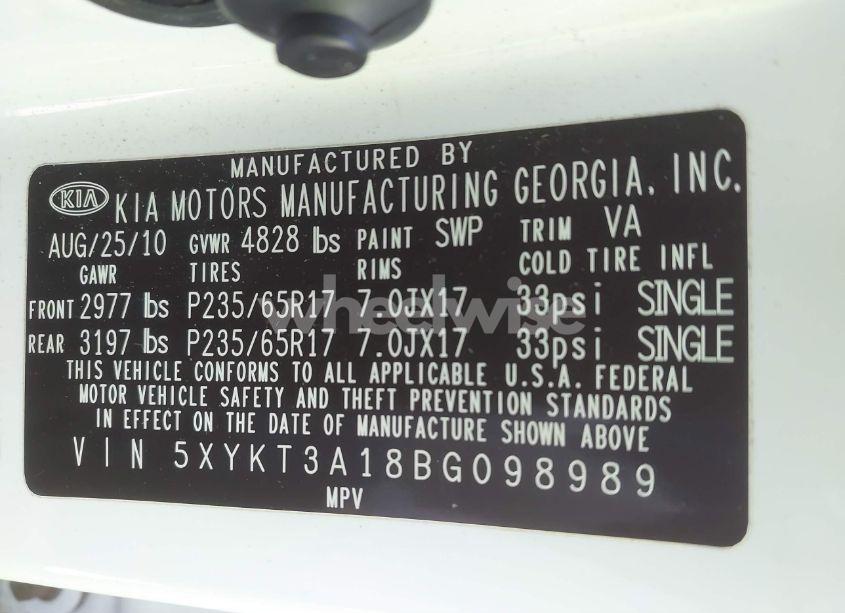 MANUFACTURED BY
KIA KIA MOTORS MANUFACTURING GEORGIA, INC.
AUG/25/10 GVWR 4828 lbs PAINT SWP TRIM VA
GAWR TIRES RIMS COLD TIRE INFL
FRONT 2977 lbs P235/65R17 7.0JX17 33psi SINGLE
wheelwise
REAR 3197 lbs P235/65R17 7.0JX17 33psi SINGLE
THIS VEHICLE CONFORMS TO ALL APPLICABLE U.S.A. FEDERAL
MOTOR VEHICLE SAFETY AND THEFT PREVENTION STANDARDS
IN EFFECT ON THE DATE OF MANUFACTURE SHOWN ABOVE
VIN 5XYKT3A18BG098989
MPV